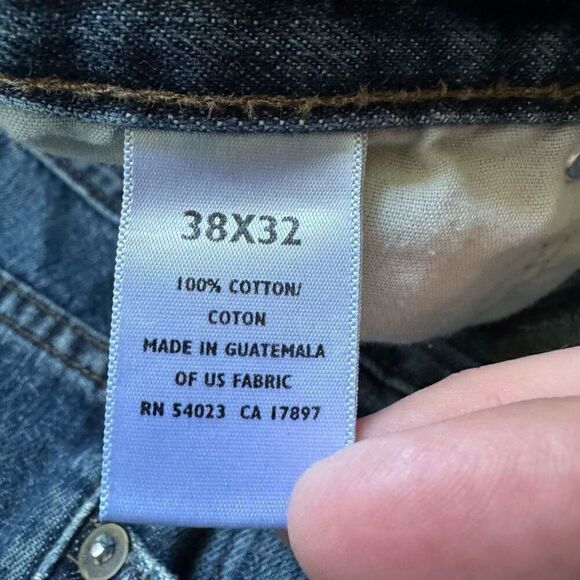 38X32
100% COTTON/
COTON
MADE IN GUATEMALA
OF US FABRIC
RN 54023 CA 17897